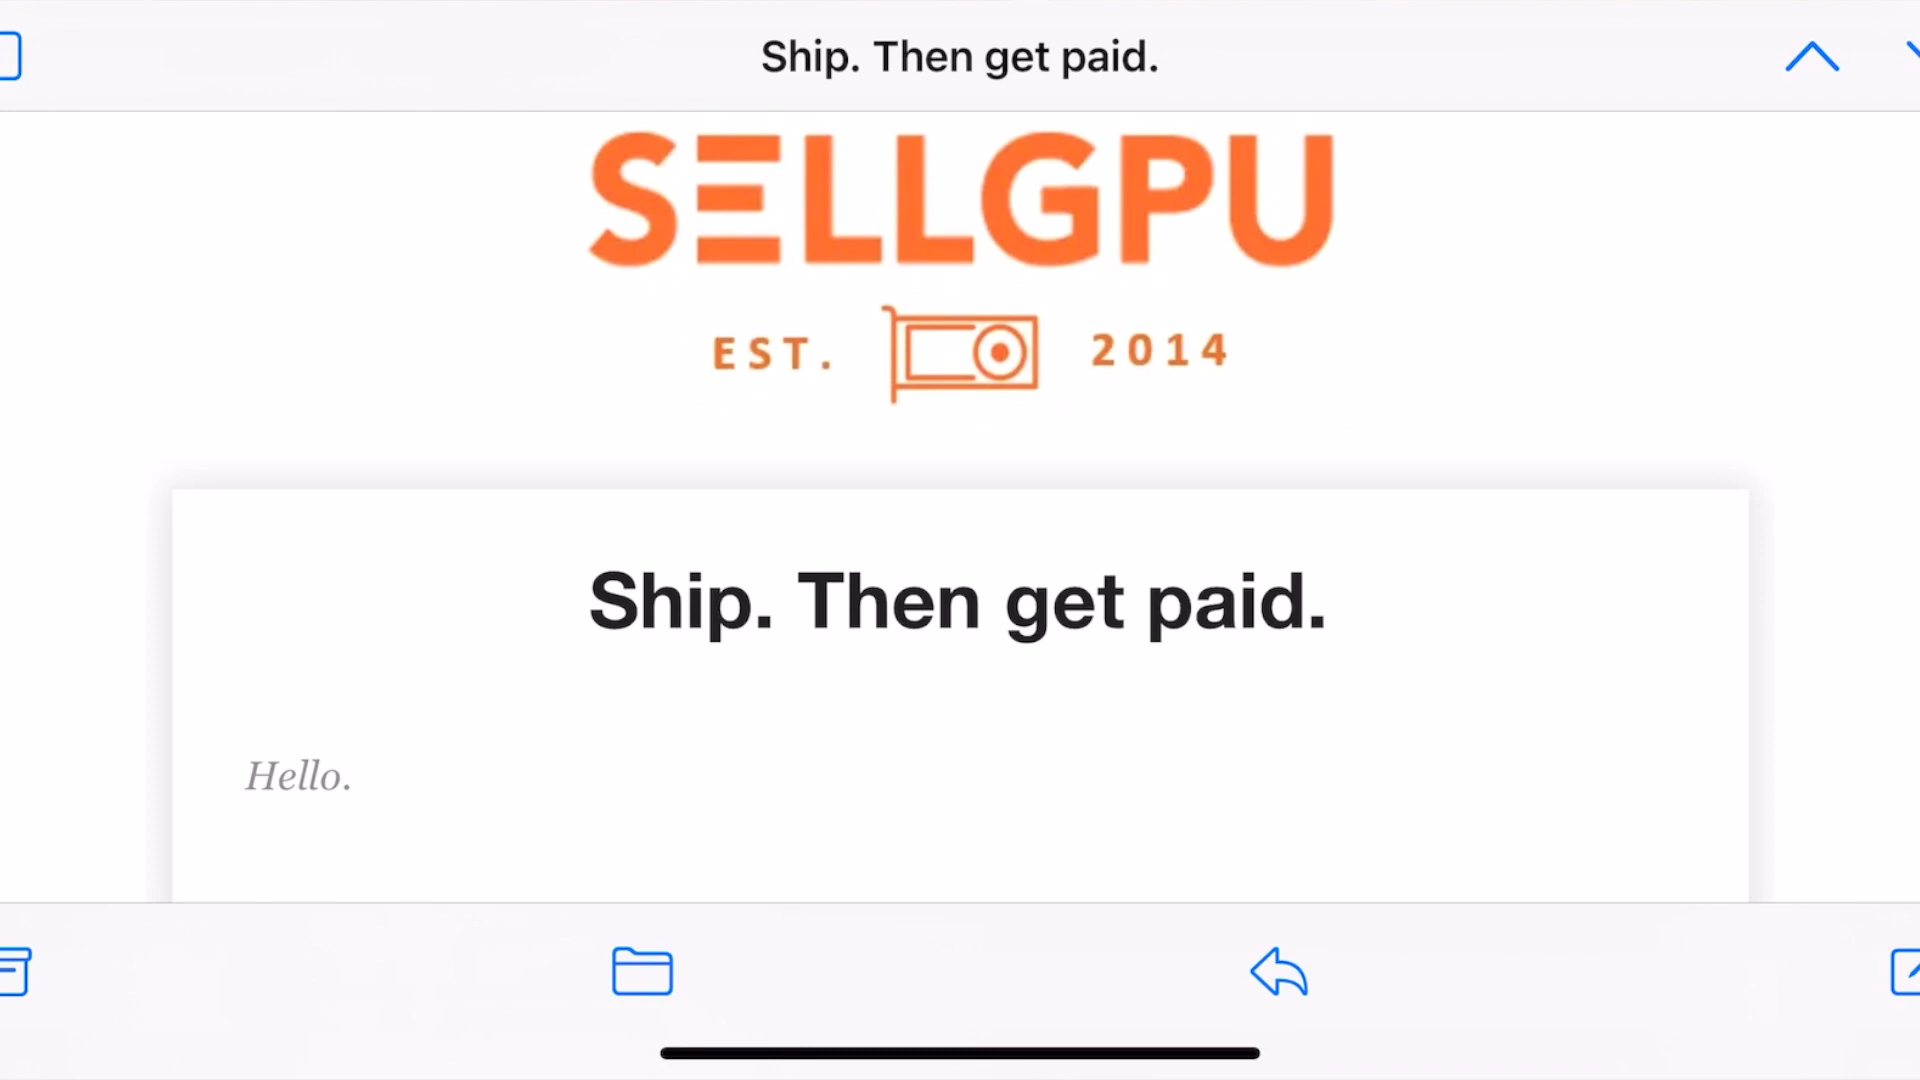 Ship. Then get paid.
SELLGPU
EST. 2014
Ship. Then get paid.
Hello.